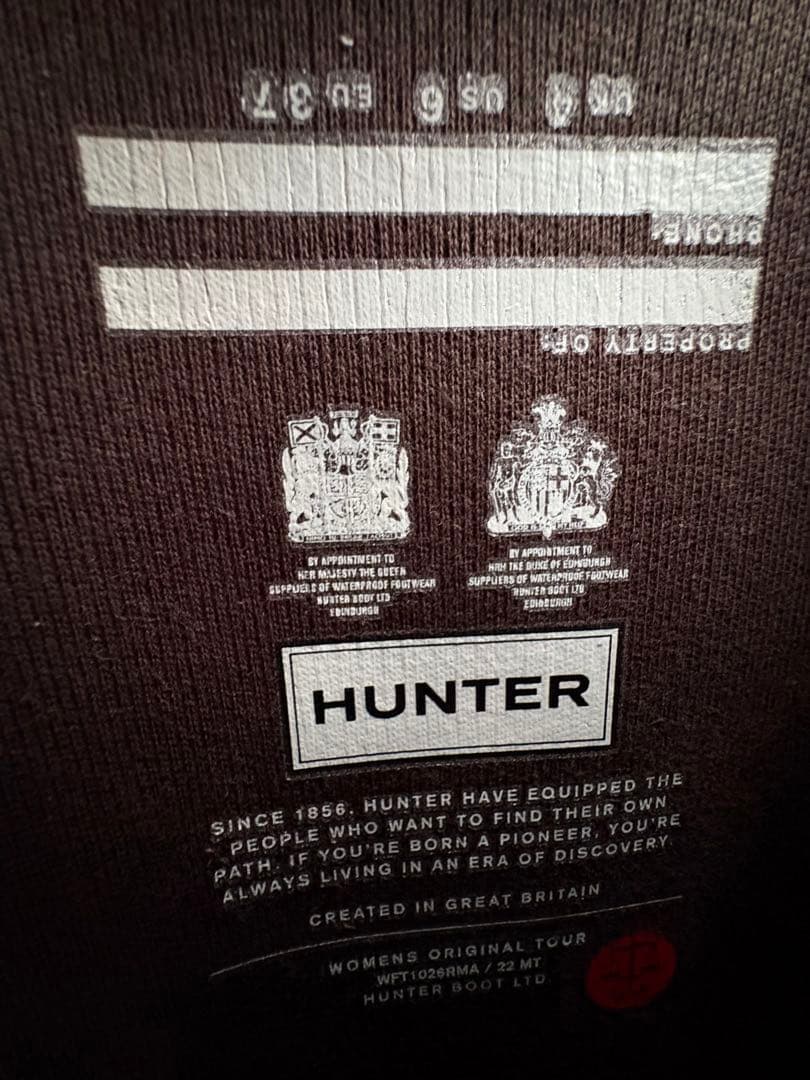 UK 4 US 6 EU 37
PHONE:
PROPERTY OF:
BY APPOINTMENT TO
HER MAJESTY THE QUEEN
SUPPLIERS OF WATERPROOF FOOTWEAR
HUNTER BOOT LTD
EDINBURGH
BY APPOINTMENT TO
HRH THE DUKE OF EDINBURGH
SUPPLIERS OF WATERPROOF FOOTWEAR
HUNTER BOOT LTD
EDINBURGH
HUNTER
SINCE 1856, HUNTER HAVE EQUIPPED THE
PEOPLE WHO WANT TO FIND THEIR OWN
PATH. IF YOU'RE BORN A PIONEER, YOU'RE
ALWAYS LIVING IN AN ERA OF DISCOVERY.
CREATED IN GREAT BRITAIN
WOMENS ORIGINAL TOUR
WFT1026RMA / 22 MT
HUNTER BOOT LTD